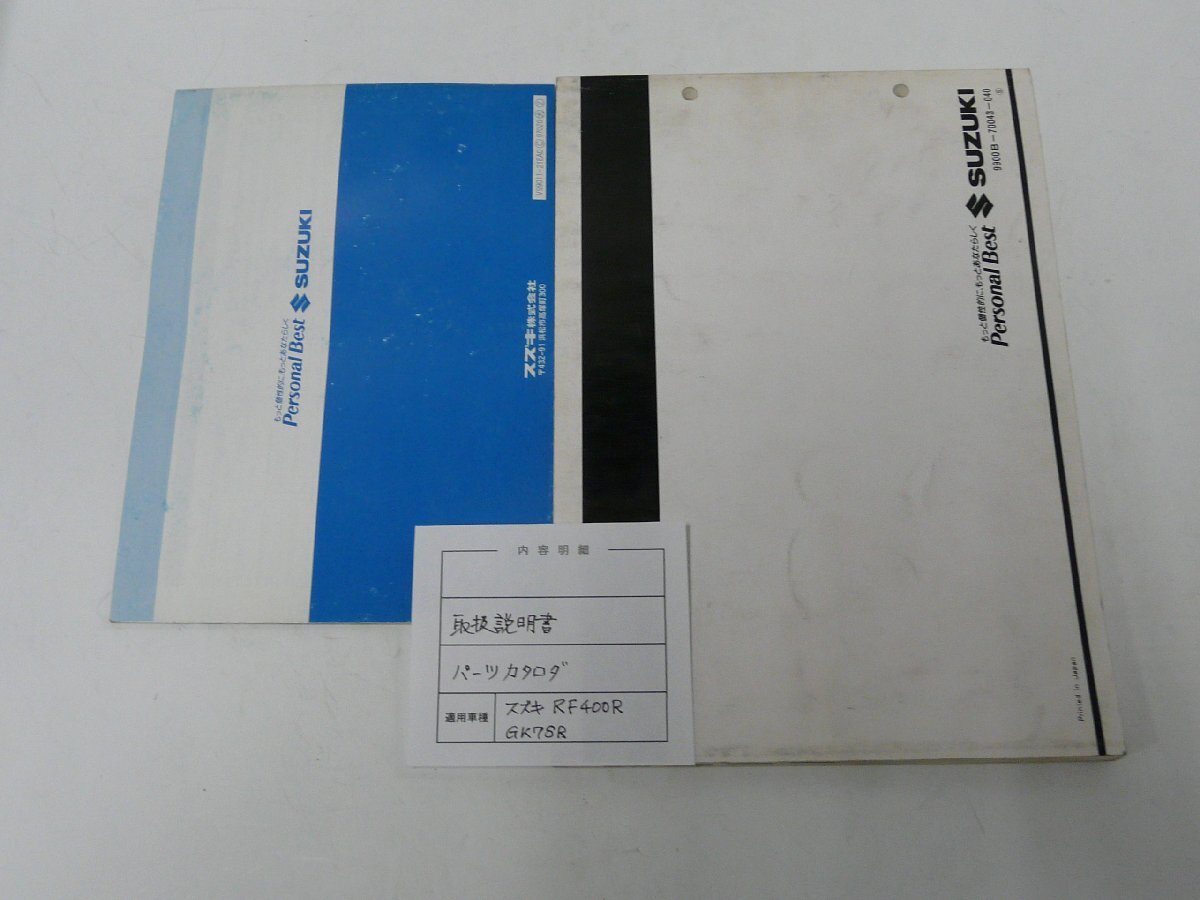 もっと個性的に、もっとあなたらしく
Personal Best SUZUKI
スズキ株式会社
〒432-91 浜松市高塚町300
もっと個性的に、もっとあなたらしく
Personal Best SUZUKI
9900B-70043-040
Printed in Japan
内容明細
取扱説明書
パーツカタログ
適用車種
スズキ RF400R
GK78R